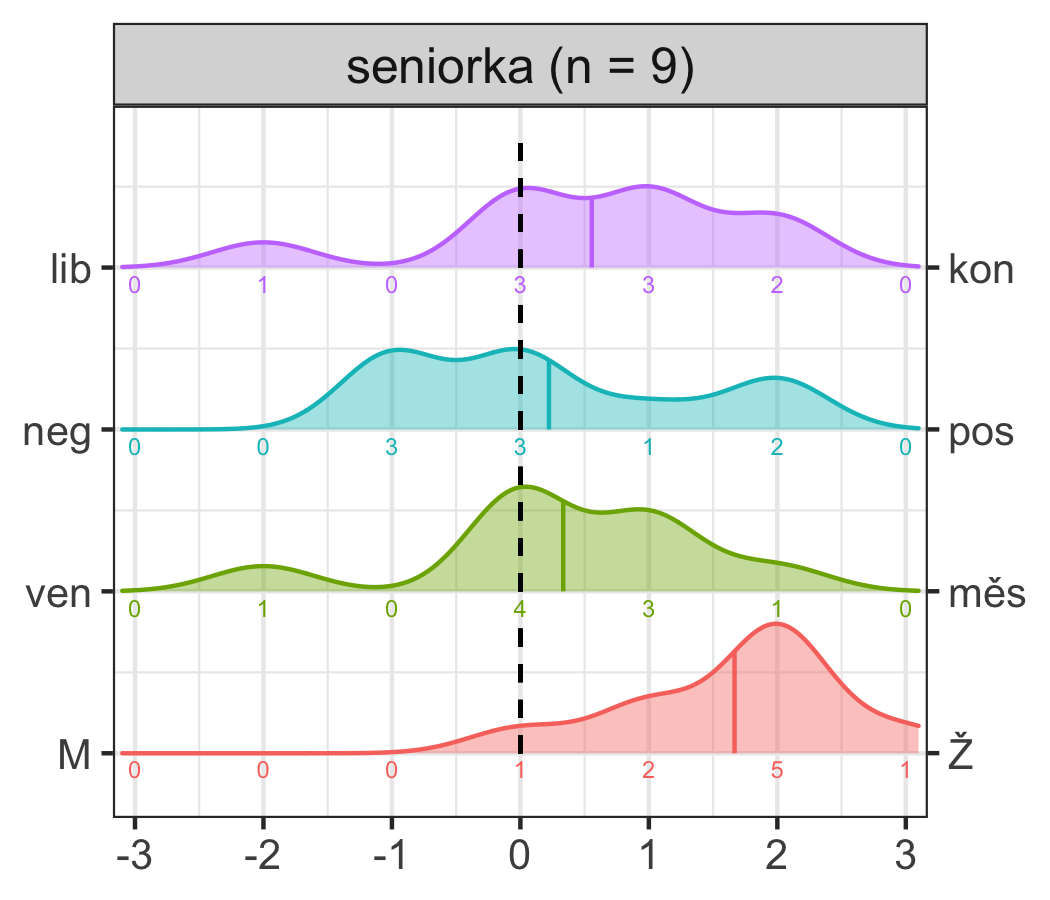 seniorka (n = 9)
lib kon
0 1 0 3 3 2 0
neg pos
0 0 3 3 1 2 0
ven měs
0 1 0 4 3 1 0
M Ž
0 0 0 1 2 5 1
-3 -2 -1 0 1 2 3